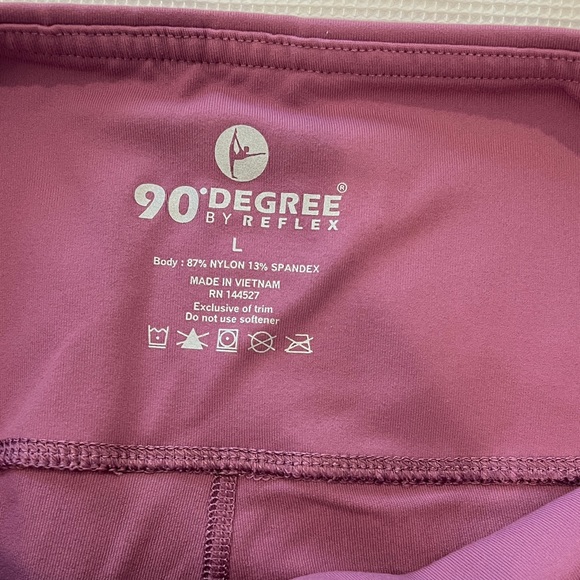 90°DEGREE®
BY REFLEX
L
Body : 87% NYLON 13% SPANDEX
MADE IN VIETNAM
RN 144527
Exclusive of trim
Do not use softener